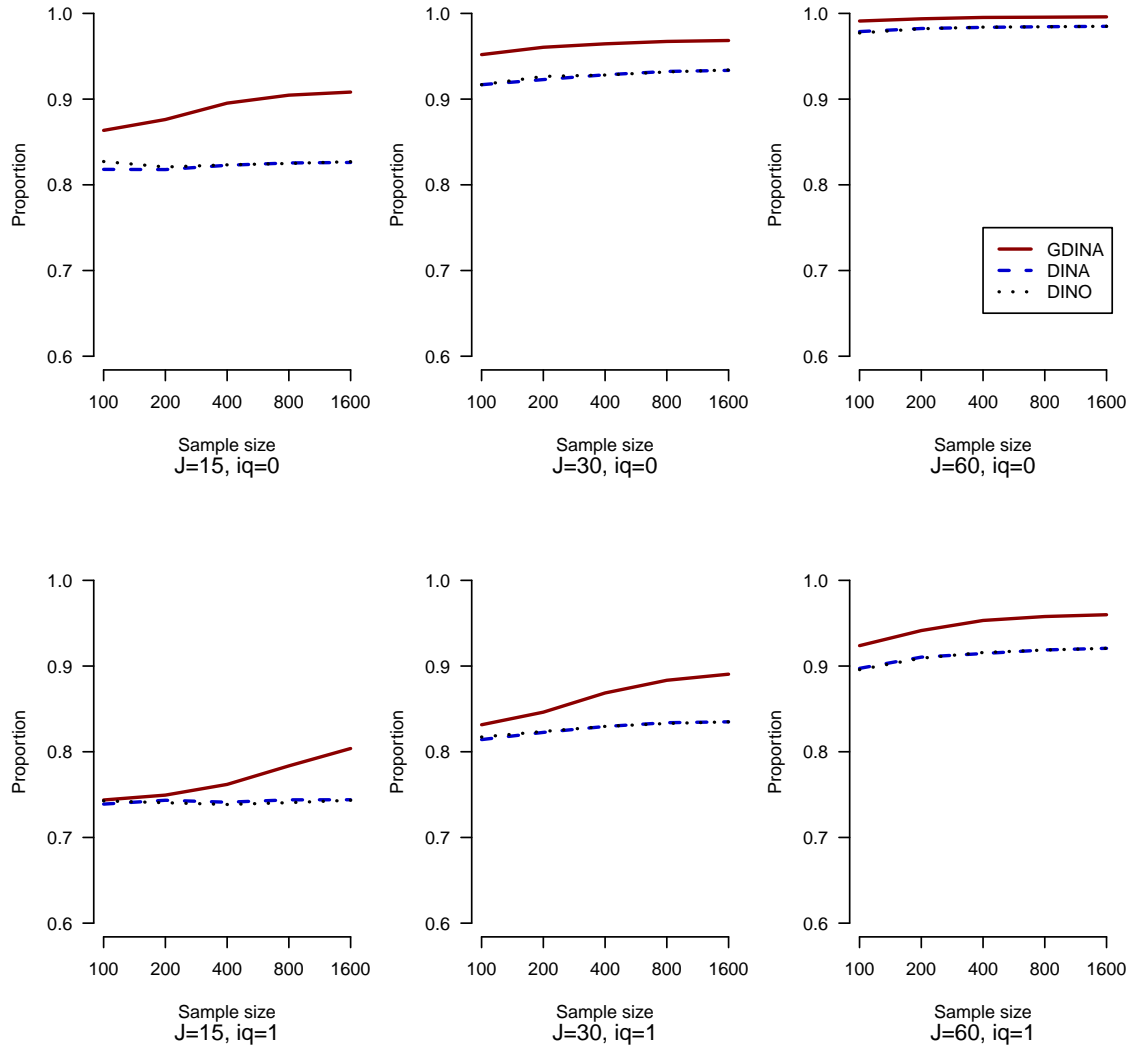 1.0
0.9
0.8
0.7
0.6
Proportion
100 200 400 800 1600
Sample size
J=15, iq=0
1.0
0.9
0.8
0.7
0.6
Proportion
100 200 400 800 1600
Sample size
J=30, iq=0
1.0
0.9
0.8
0.7
0.6
Proportion
GDINA
DINA
DINO
100 200 400 800 1600
Sample size
J=60, iq=0
1.0
0.9
0.8
0.7
0.6
Proportion
100 200 400 800 1600
Sample size
J=15, iq=1
1.0
0.9
0.8
0.7
0.6
Proportion
100 200 400 800 1600
Sample size
J=30, iq=1
1.0
0.9
0.8
0.7
0.6
Proportion
100 200 400 800 1600
Sample size
J=60, iq=1